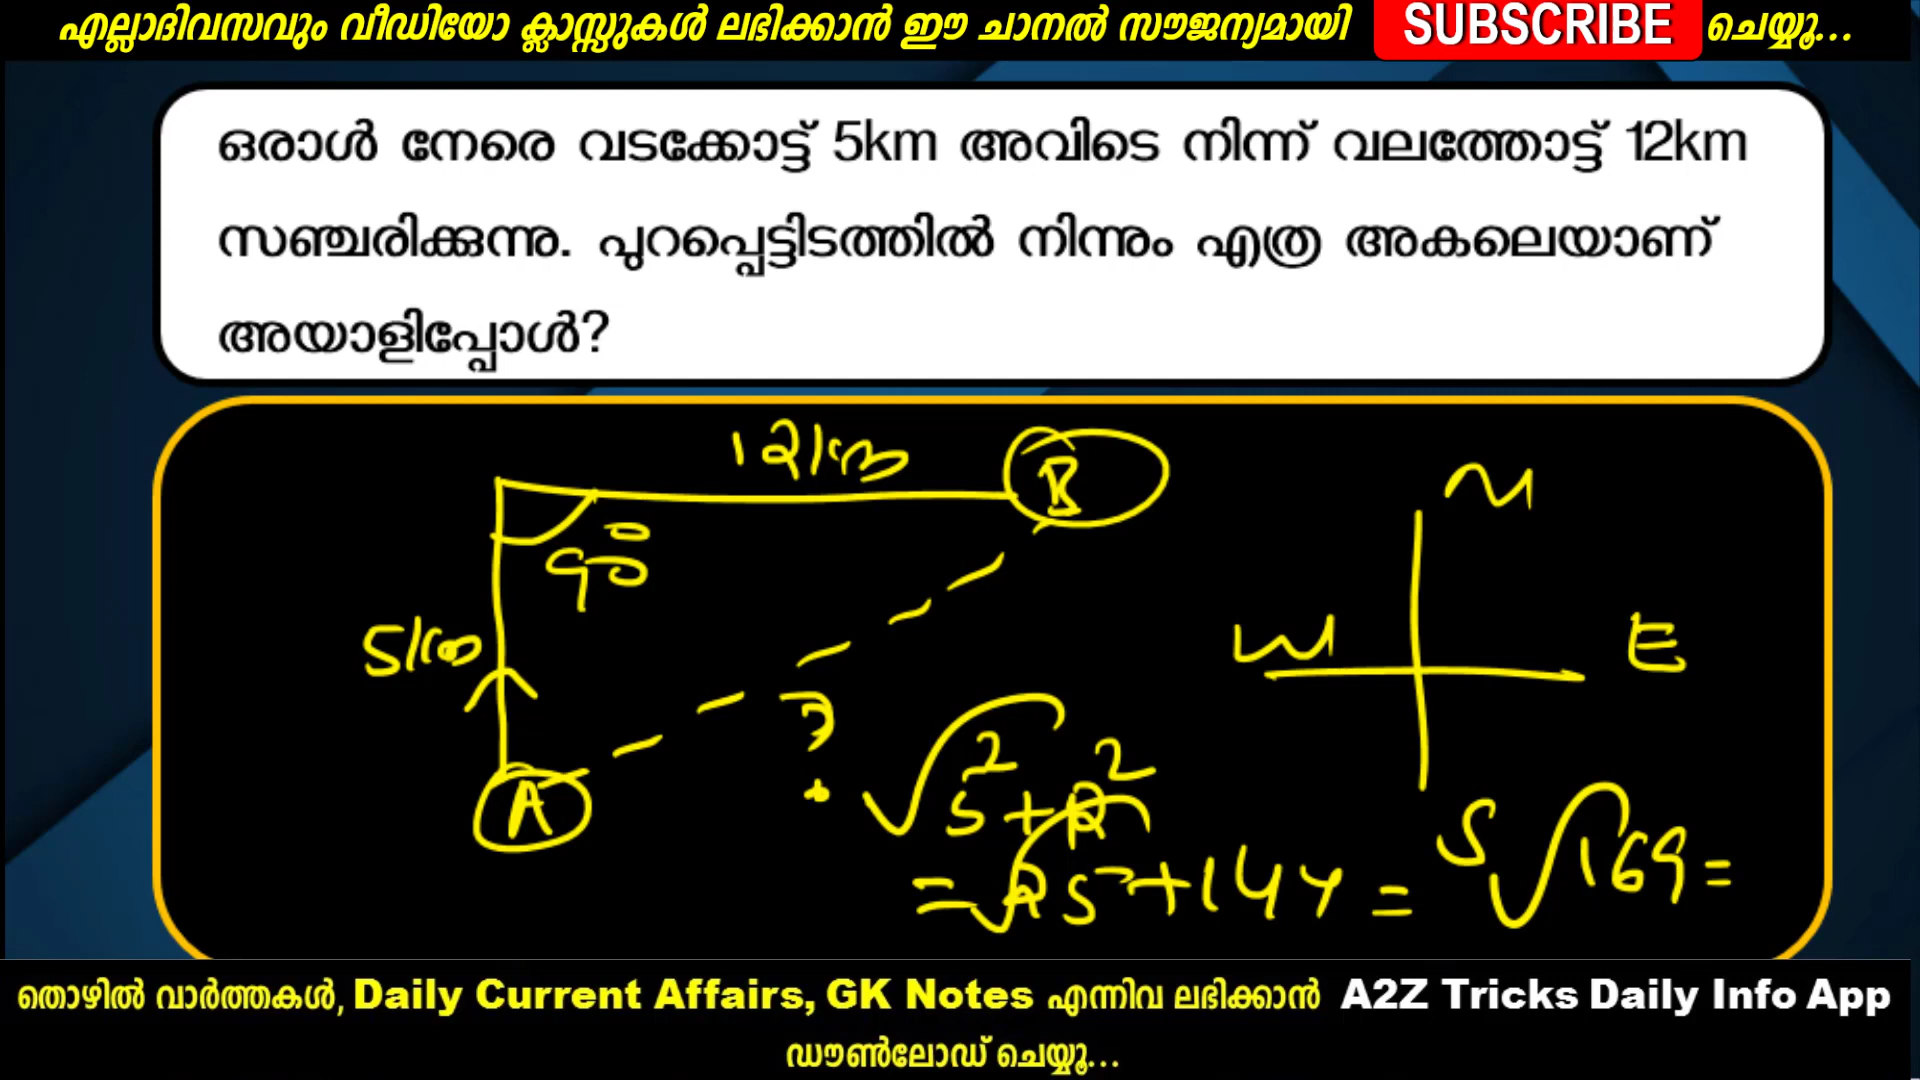 എല്ലാദിവസവും വീഡിയോ ക്ലാസ്സുകൾ ലഭിക്കാൻ ഈ ചാനൽ സൗജന്യമായി SUBSCRIBE ചെയ്യൂ...
ഒരാൾ നേരെ വടക്കോട്ട് 5km അവിടെ നിന്ന് വലത്തോട്ട് 12km
സഞ്ചരിക്കുന്നു. പുറപ്പെട്ടിടത്തിൽ നിന്നും എത്ര അകലെയാണ്
അയാളിപ്പോൾ?
12km B
N
90°
5km
W E
?
A
√5²+12²
S
= √25+144 = √169 =
തൊഴിൽ വാർത്തകൾ, Daily Current Affairs, GK Notes എന്നിവ ലഭിക്കാൻ A2Z Tricks Daily Info App
ഡൗൺലോഡ് ചെയ്യൂ...